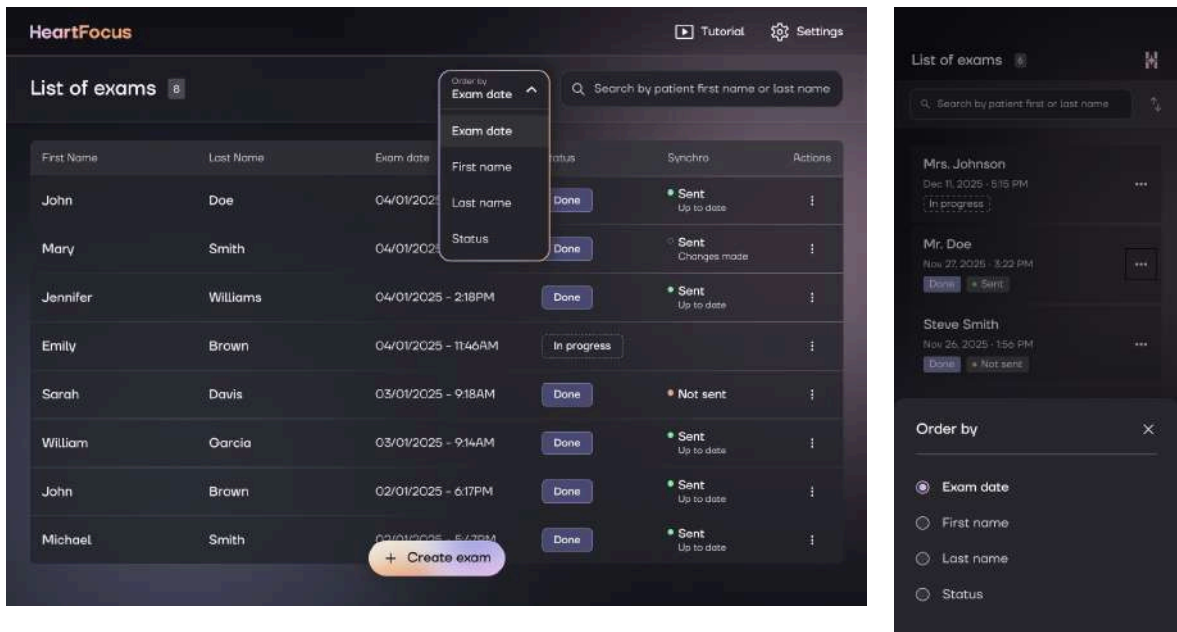 HeartFocus
Tutorial
Settings
List of exams 8
Order by
Exam date
Search by patient first name or last name
Exam date
First name
Last name
Status
First Name Last Name Exam date Synchro Actions
John Doe Done Sent
Up to date
Mary Smith Done Sent
Changes made
Jennifer Williams 04/01/2025 - 2:18PM Done Sent
Up to date
Emily Brown 04/01/2025 - 11:46AM In progress
Sarah Davis 03/01/2025 - 9:18AM Done Not sent
William Garcia 03/01/2025 - 9:14AM Done Sent
Up to date
John Brown 02/01/2025 - 6:17PM Done Sent
Up to date
Michael Smith Done Sent
Up to date
+ Create exam
List of exams
Search by patient first or last name
Mrs. Johnson
Dec 11, 2025 - 5:15 PM
In progress
Mr. Doe
Nov 27, 2025 - 3:22 PM
Done Sent
Steve Smith
Nov 26, 2025 - 1:56 PM
Done Not sent
Order by
Exam date
First name
Last name
Status